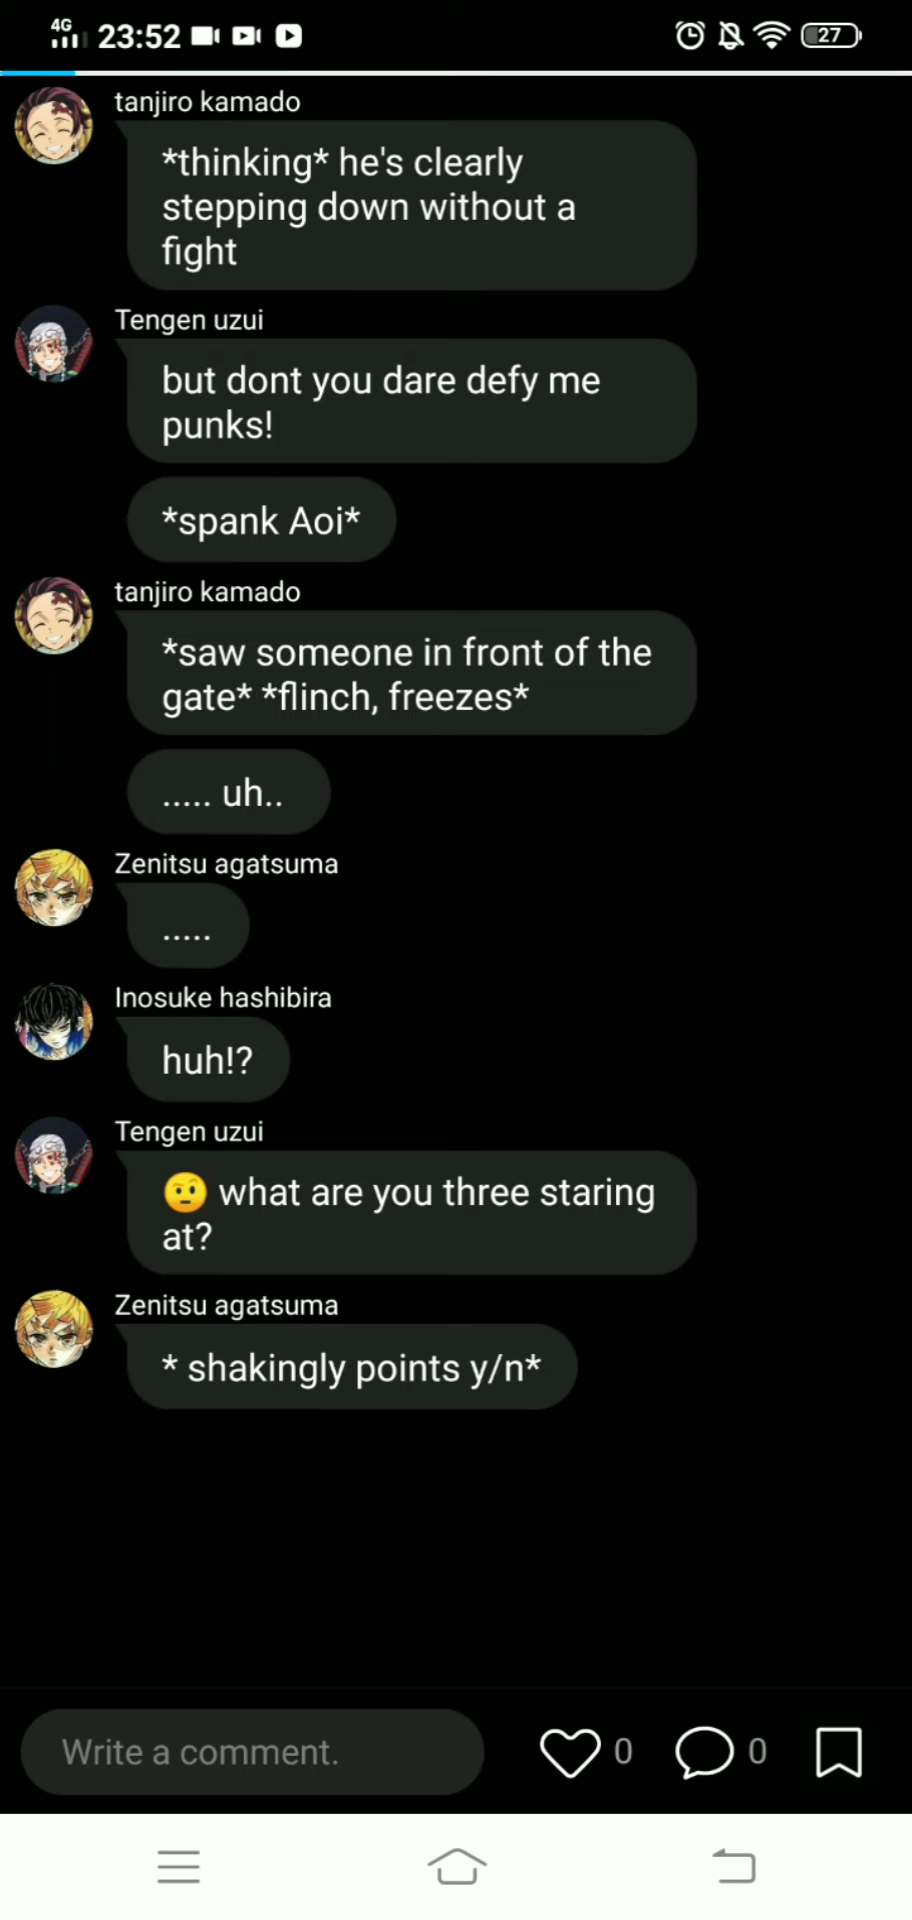 4G
23:52
27
tanjiro kamado
*thinking* he's clearly
stepping down without a
fight
Tengen uzui
but dont you dare defy me
punks!
*spank Aoi*
tanjiro kamado
*saw someone in front of the
gate* *flinch, freezes*
..... uh..
Zenitsu agatsuma
.....
Inosuke hashibira
huh!?
Tengen uzui
🤨 what are you three staring
at?
Zenitsu agatsuma
* shakingly points y/n*
Write a comment.
0
0